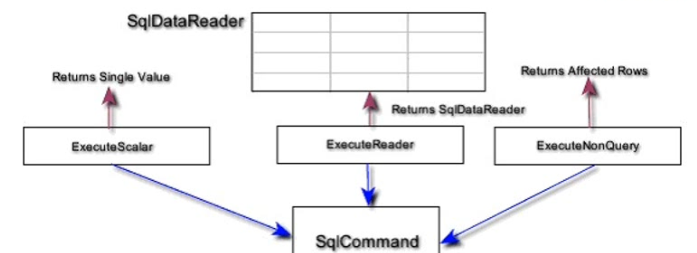 SqlDataReader
Returns Single Value
Returns Affected Rows
Returns SqlDataReader
ExecuteScalar
ExecuteReader
ExecuteNonQuery
SqlCommand